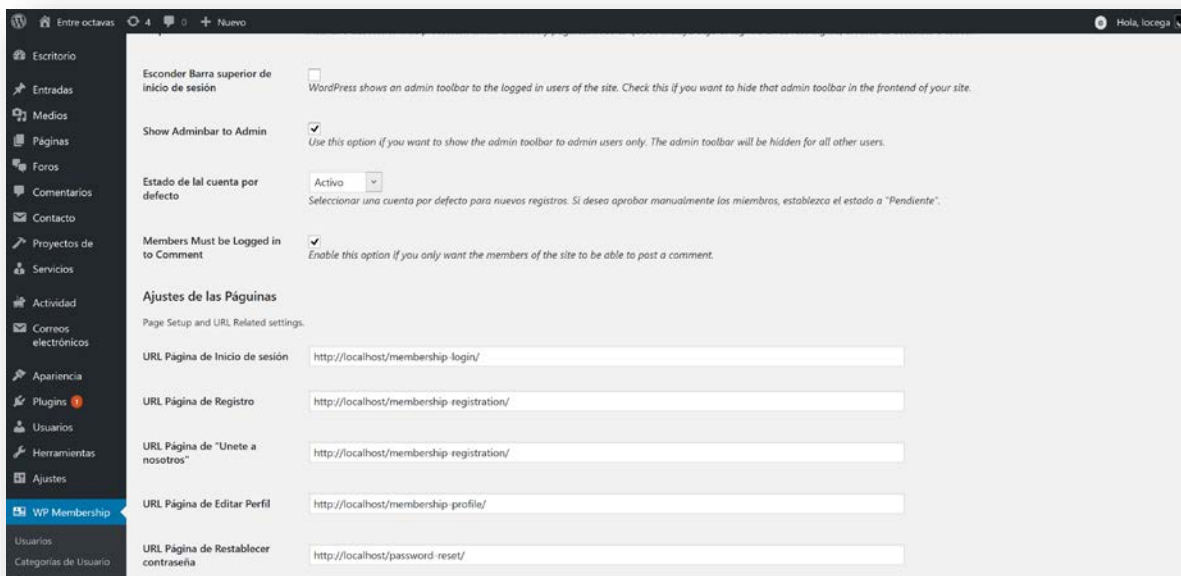 Entre octavas 4 0 + Nuevo Hola, locega
Escritorio
Entradas
Medios
Páginas
Foros
Comentarios
Contacto
Proyectos de
Servicios
Actividad
Correos
electrónicos
Apariencia
Plugins 1
Usuarios
Herramientas
Ajustes
WP Membership
Usuarios
Categorías de Usuario
Esconder Barra superior de
inicio de sesión
WordPress shows an admin toolbar to the logged in users of the site. Check this if you want to hide that admin toolbar in the frontend of your site.
Show Adminbar to Admin
Use this option if you want to show the admin toolbar to admin users only. The admin toolbar will be hidden for all other users.
Estado de lal cuenta por
defecto
Activo
Seleccionar una cuenta por defecto para nuevos registros. Si desea aprobar manualmente los miembros, establezca el estado a "Pendiente".
Members Must be Logged in
to Comment
Enable this option if you only want the members of the site to be able to post a comment.
Ajustes de las Páguinas
Page Setup and URL Related settings.
URL Página de Inicio de sesión
http://localhost/membership-login/
URL Página de Registro
http://localhost/membership-registration/
URL Página de "Unete a
nosotros"
http://localhost/membership-registration/
URL Página de Editar Perfil
http://localhost/membership-profile/
URL Página de Restablecer
contraseña
http://localhost/password-reset/